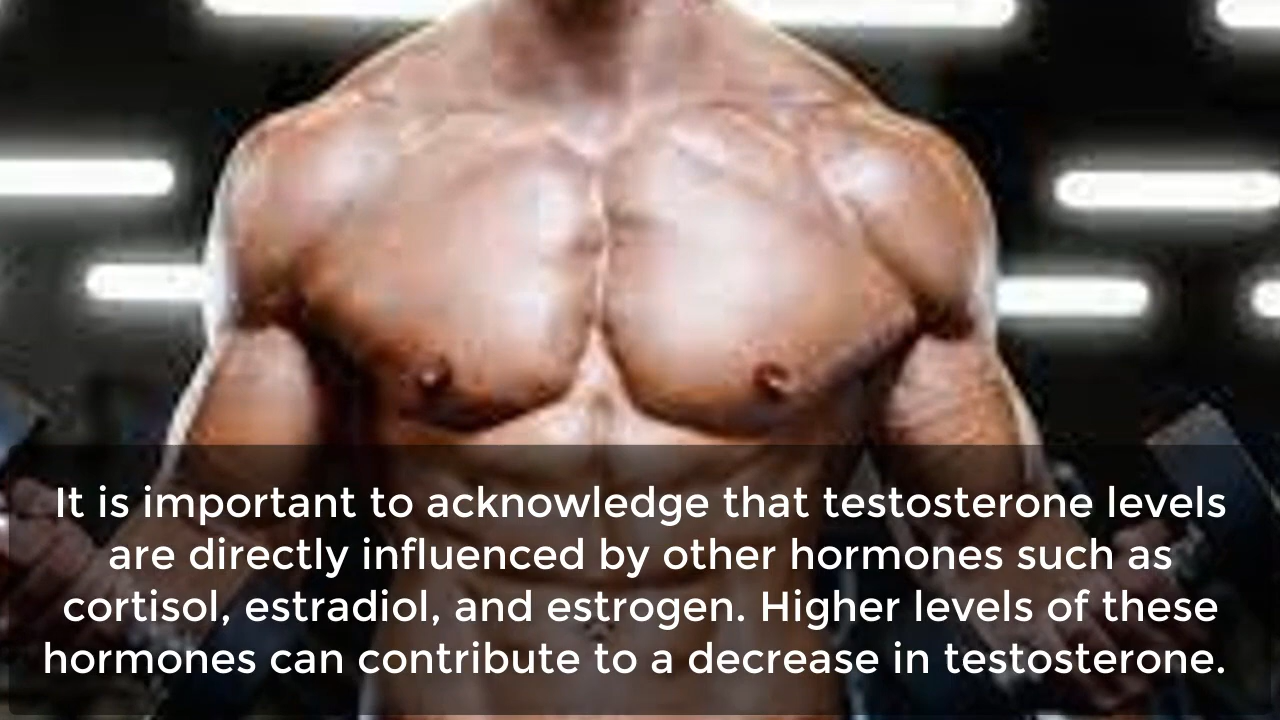 It is important to acknowledge that testosterone levels
are directly influenced by other hormones such as
cortisol, estradiol, and estrogen. Higher levels of these
hormones can contribute to a decrease in testosterone.